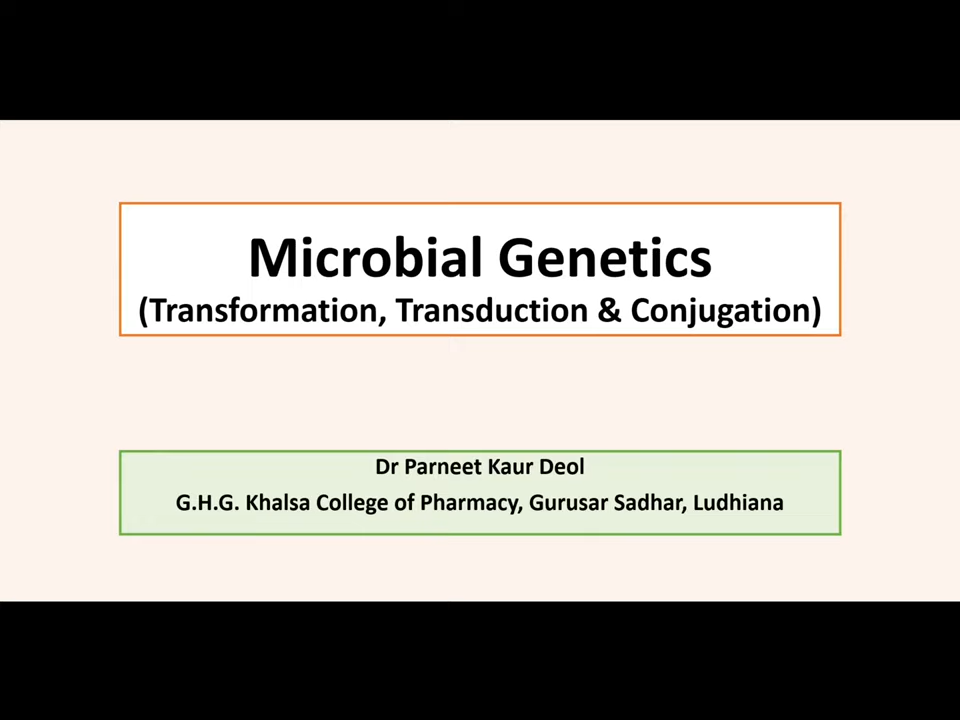 Microbial Genetics
(Transformation, Transduction & Conjugation)
Dr Parneet Kaur Deol
G.H.G. Khalsa College of Pharmacy, Gurusar Sadhar, Ludhiana